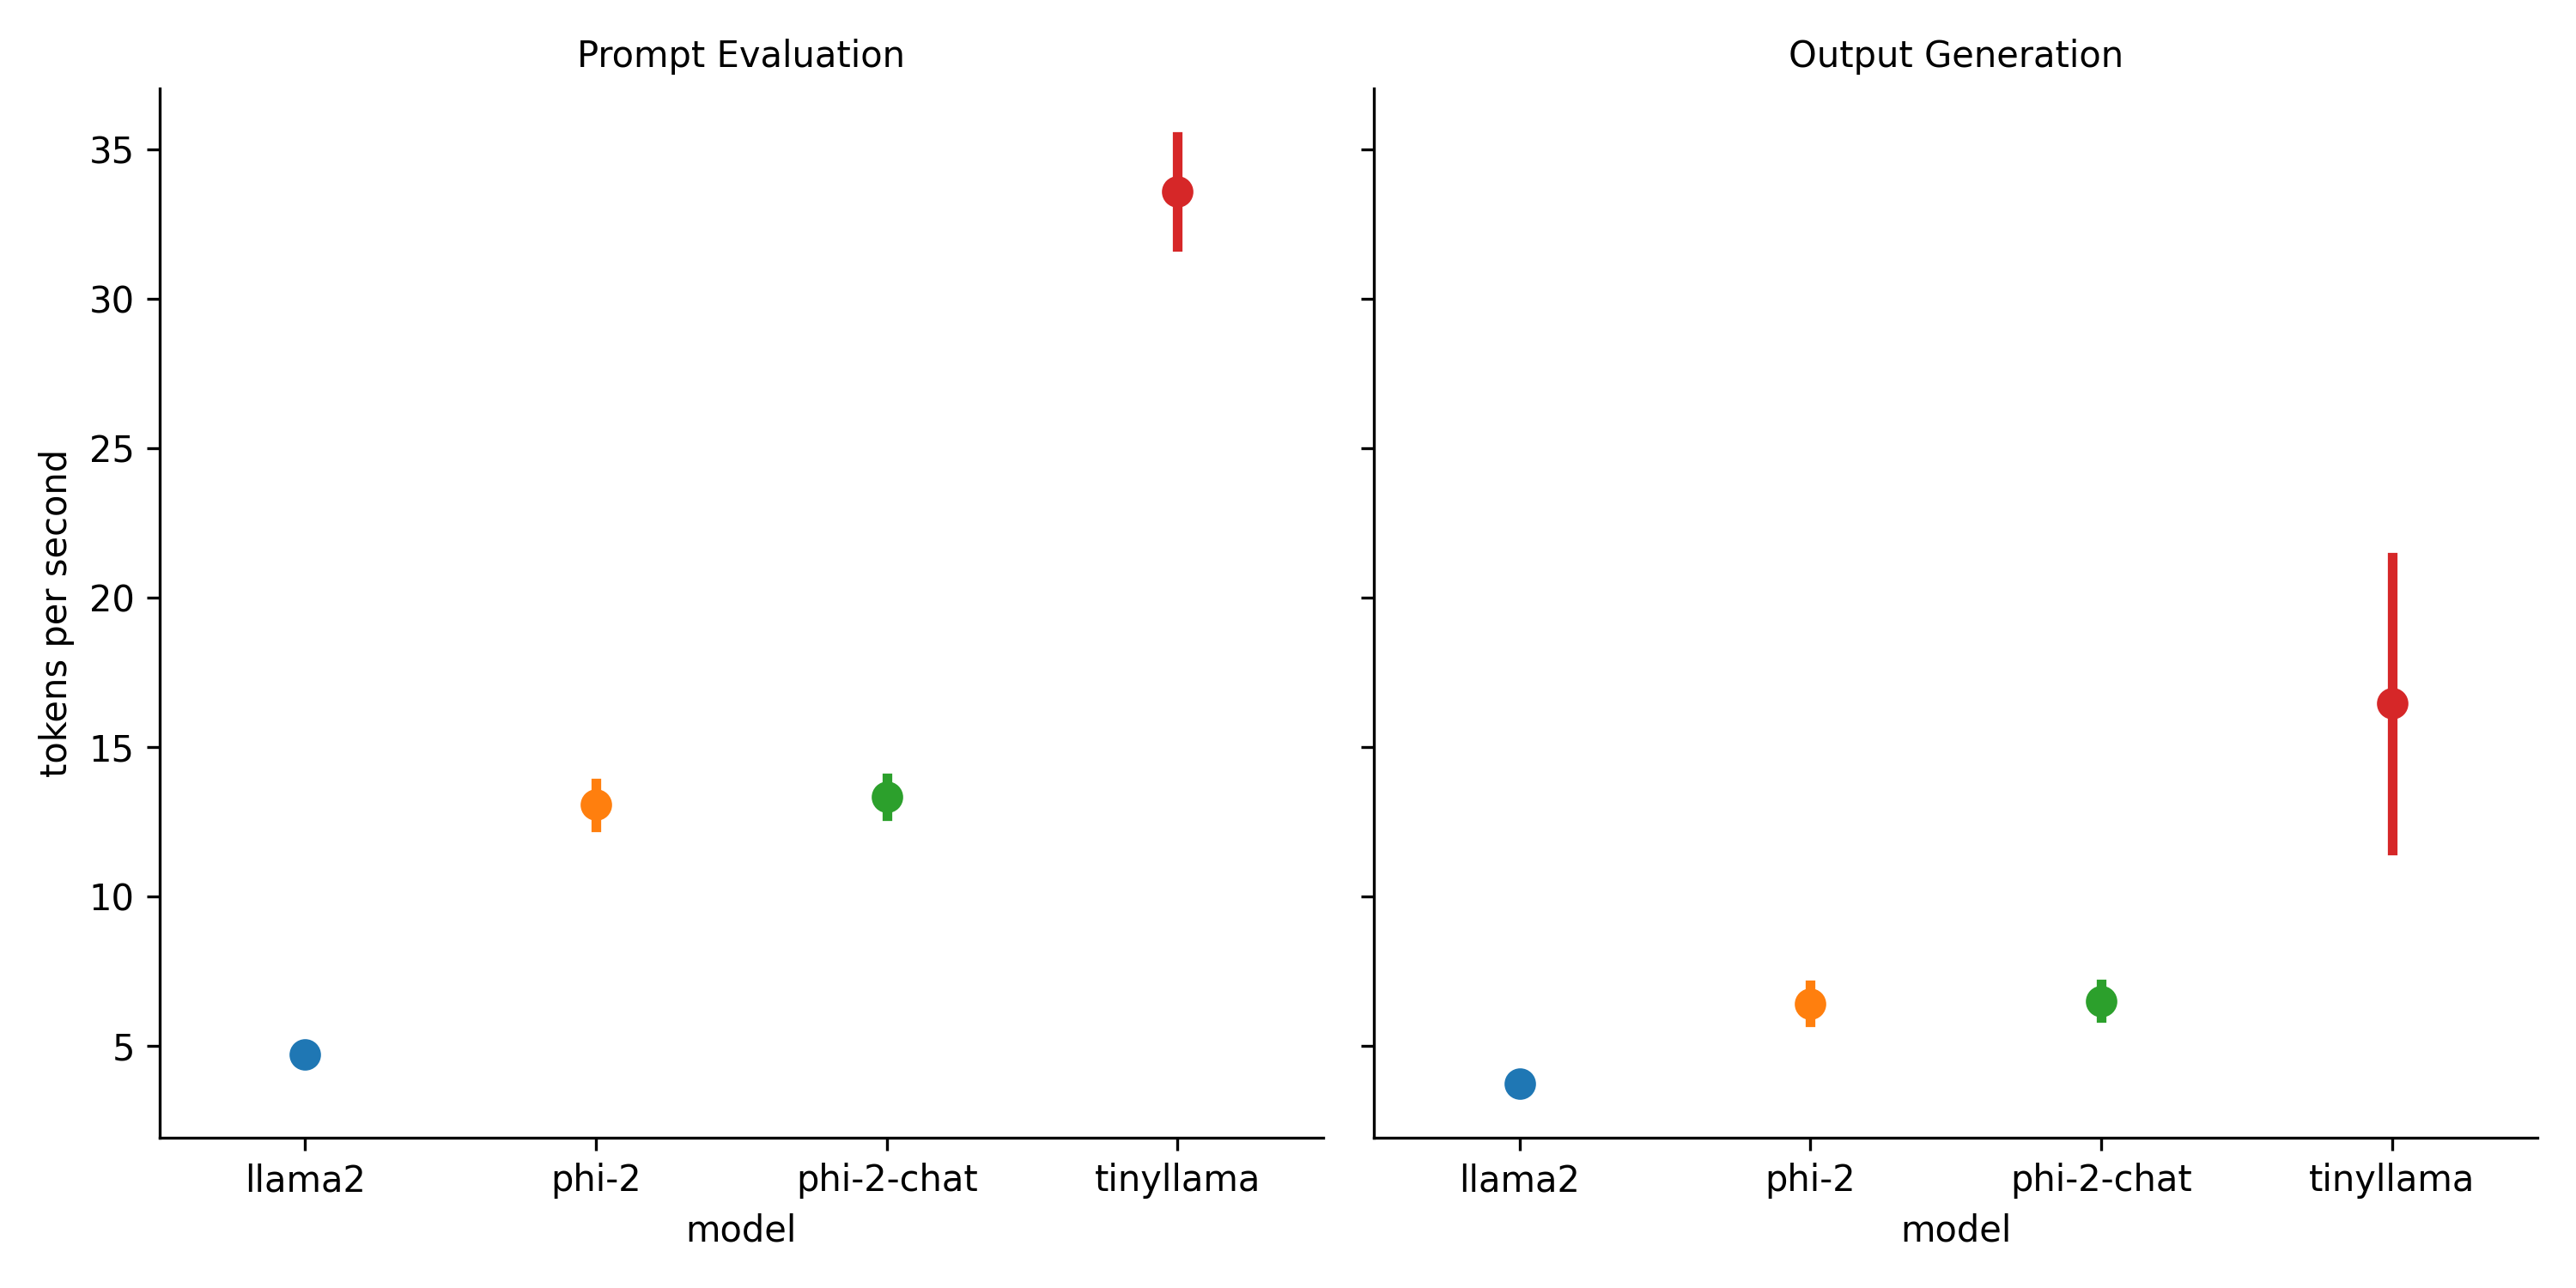 Prompt Evaluation
Output Generation
tokens per second
35
30
25
20
15
10
5
llama2
phi-2
phi-2-chat
tinyllama
model
llama2
phi-2
phi-2-chat
tinyllama
model